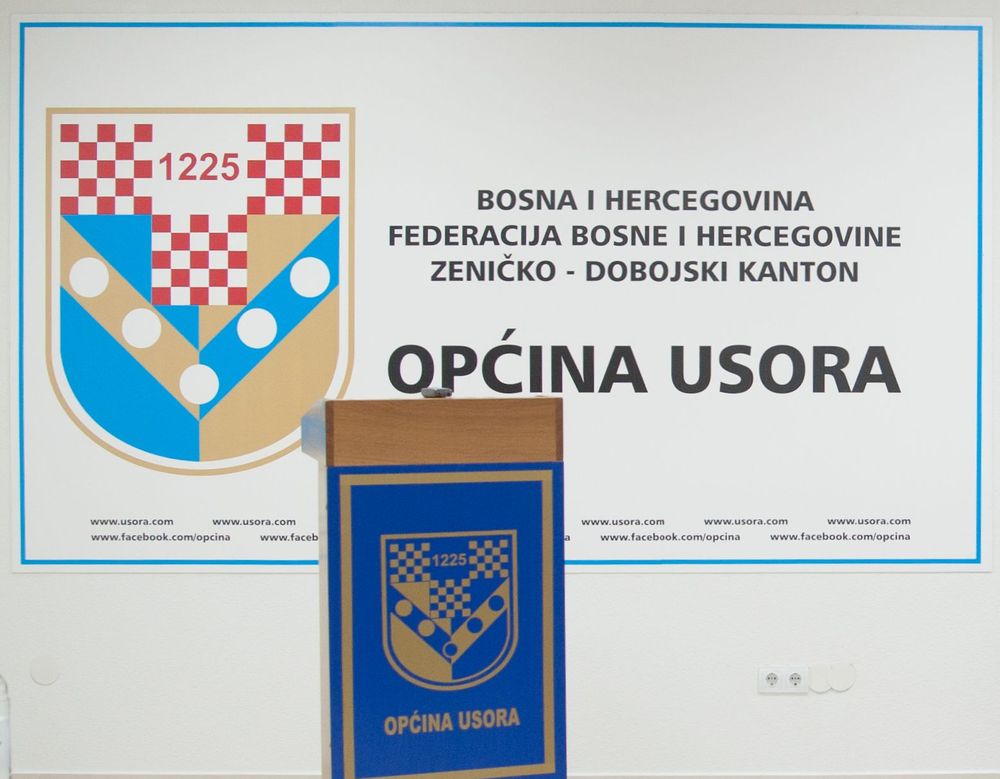 1225
BOSNA I HERCEGOVINA
FEDERACIJA BOSNE I HERCEGOVINE
ZENIČKO - DOBOJSKI KANTON
OPĆINA USORA
www.usora.com www.usora.com www.usora.com www.usora.com www.usora.com
www.facebook.com/opcina www.facebook.com/opcina www.facebook.com/opcina
1225
OPĆINA USORA